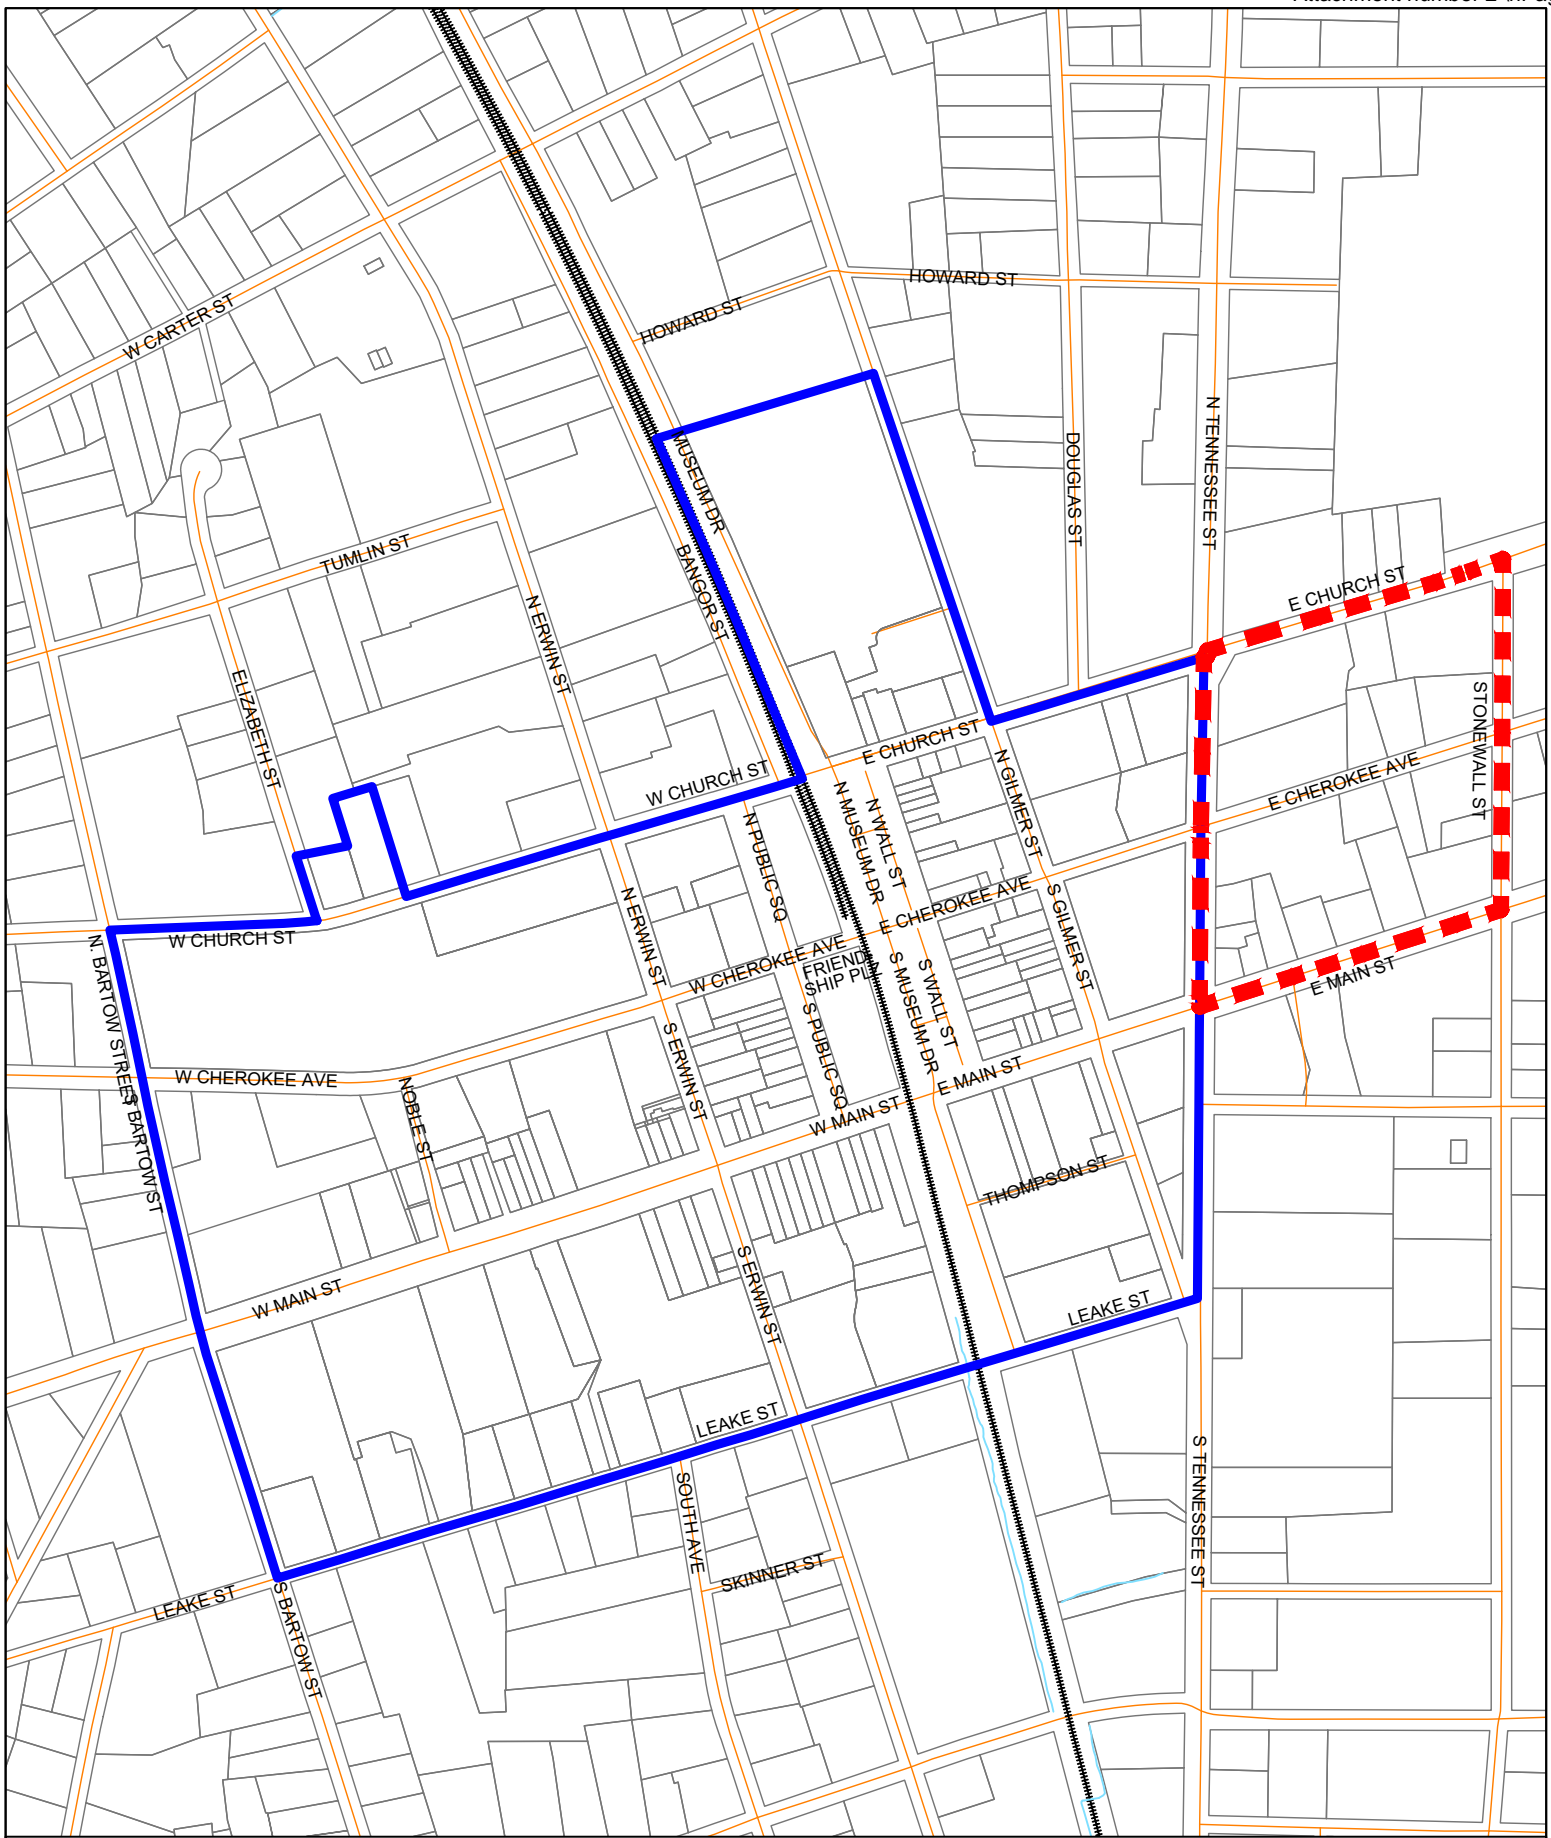 W CARTER ST
HOWARD ST
HOWARD ST
MUSEUM DR
N TENNESSEE ST
DOUGLAS ST
TUMLIN ST
BANGOR ST
E CHURCH ST
N ERWIN ST
ELIZABETH ST
STONEWALL ST
E CHURCH ST
W CHURCH ST
N GILMER ST
E CHEROKEE AVE
N MUSEUM DR
N WALL ST
N PUBLIC SQ
E CHEROKEE AVE
S GILMER ST
N ERWIN ST
W CHURCH ST
N. BARTOW STREET
W CHEROKEE AVE
FRIEND
SHIP PLZ
S MUSEUM DR
S WALL ST
E MAIN ST
S PUBLIC SQ
S ERWIN ST
W CHEROKEE AVE
NOBLE ST
E MAIN ST
W MAIN ST
S BARTOW ST
THOMPSON ST
S ERWIN ST
W MAIN ST
LEAKE ST
LEAKE ST
S TENNESSEE ST
SOUTH AVE
SKINNER ST
LEAKE ST
S BARTOW ST